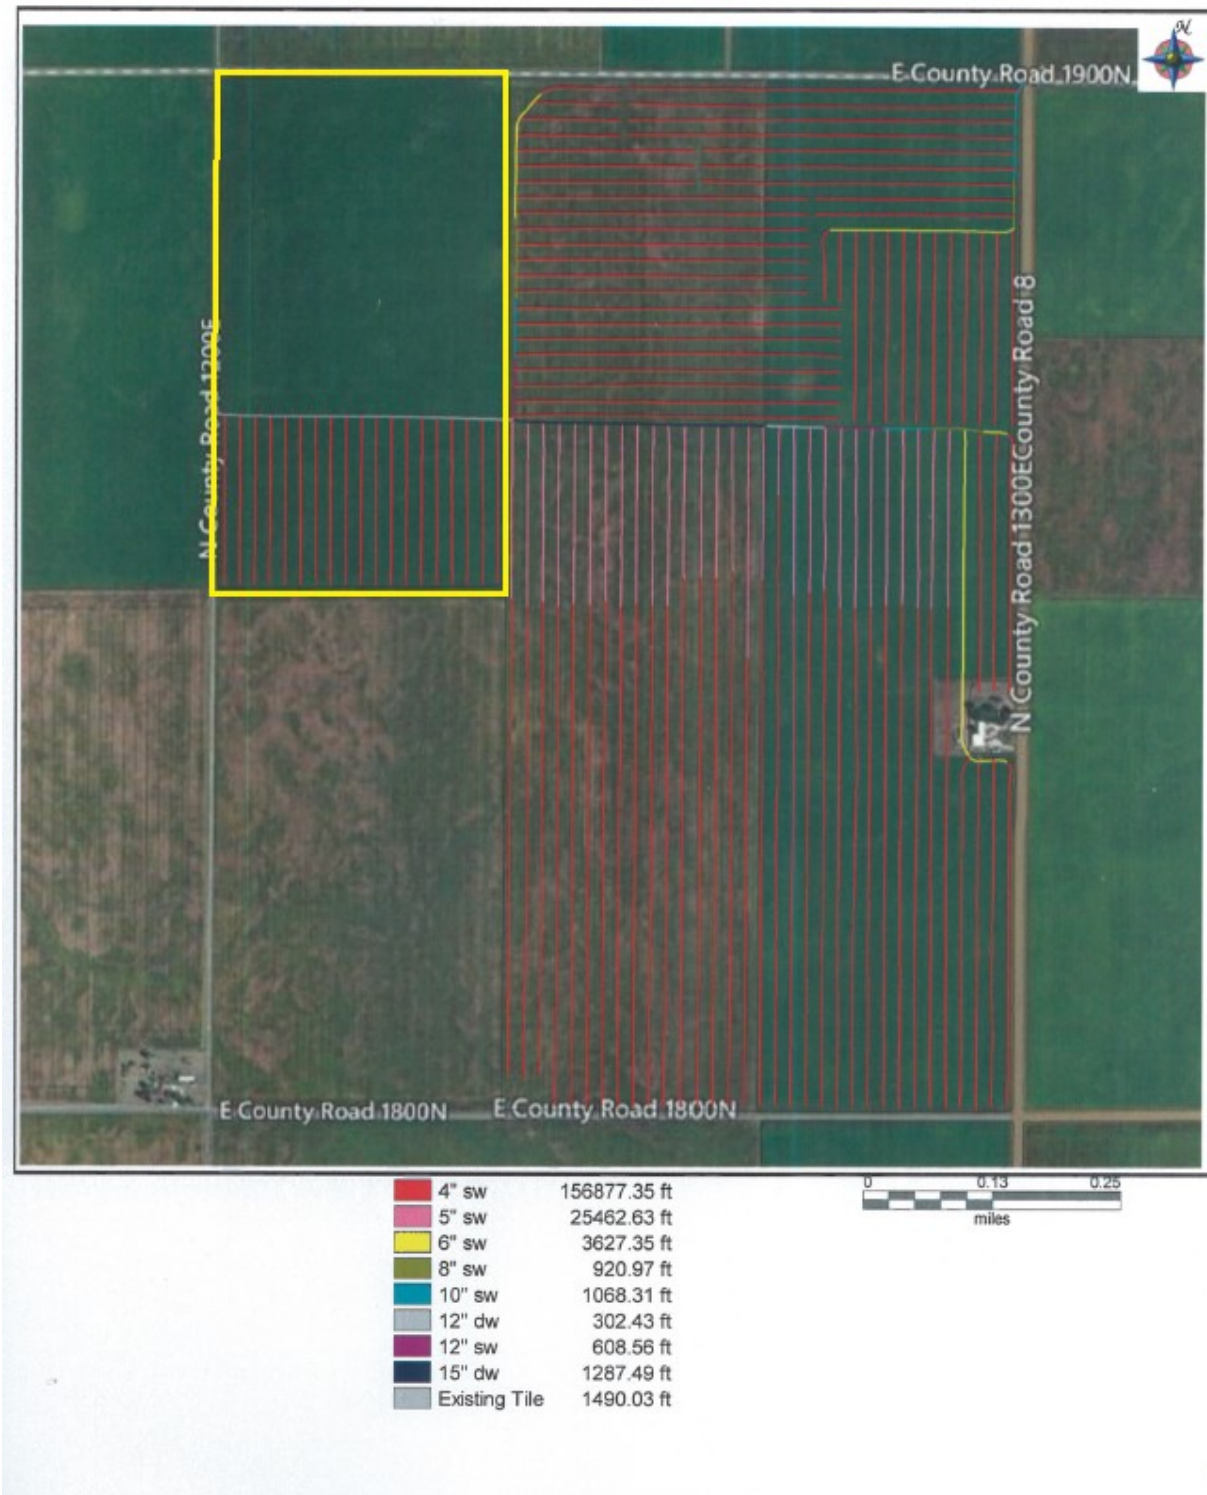 N
E County Road 1900N
N County Road 1200E
N County Road 1300ECounty Road 8
E County Road 1800N E County Road 1800N
4" sw 156877.35 ft
5" sw 25462.63 ft
6" sw 3627.35 ft
8" sw 920.97 ft
10" sw 1068.31 ft
12" dw 302.43 ft
12" sw 608.56 ft
15" dw 1287.49 ft
Existing Tile 1490.03 ft
0 0.13 0.25
miles